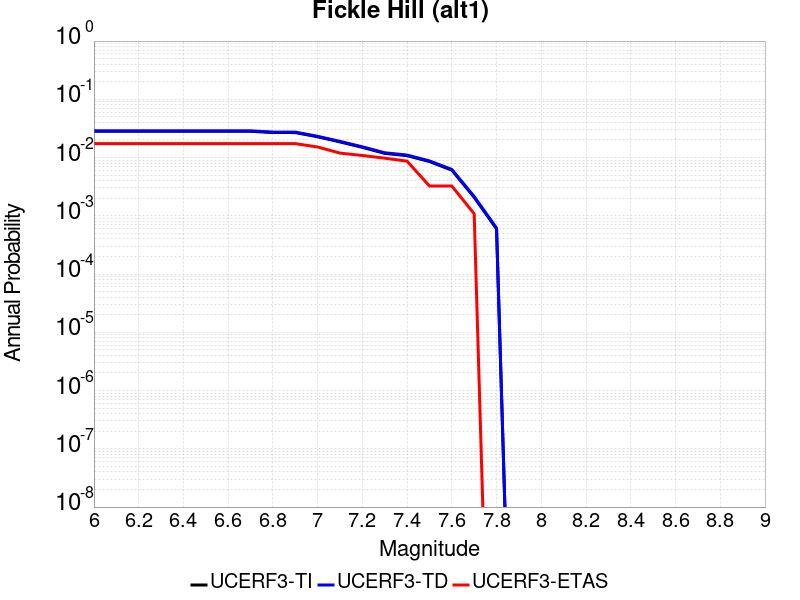 Fickle Hill (alt1)
10^0
10^-1
10^-2
10^-3
10^-4
10^-5
10^-6
10^-7
10^-8
Annual Probability
6 6.2 6.4 6.6 6.8 7 7.2 7.4 7.6 7.8 8 8.2 8.4 8.6 8.8 9
Magnitude
UCERF3-TI UCERF3-TD UCERF3-ETAS